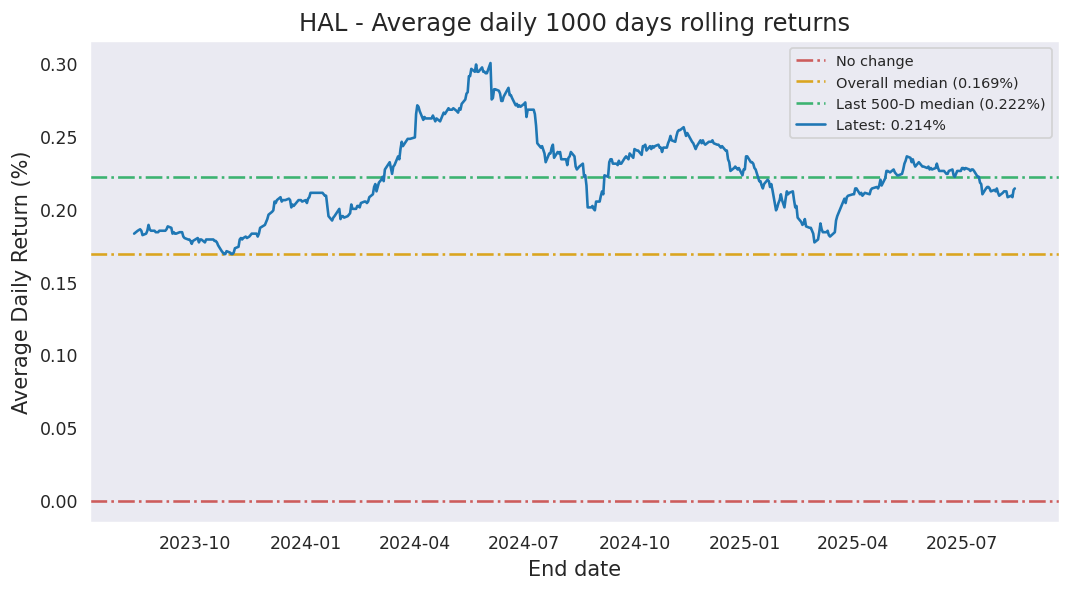 HAL - Average daily 1000 days rolling returns
No change
Overall median (0.169%)
Last 500-D median (0.222%)
Latest: 0.214%
Average Daily Return (%)
0.30
0.25
0.20
0.15
0.10
0.05
0.00
2023-10
2024-01
2024-04
2024-07
2024-10
2025-01
2025-04
2025-07
End date